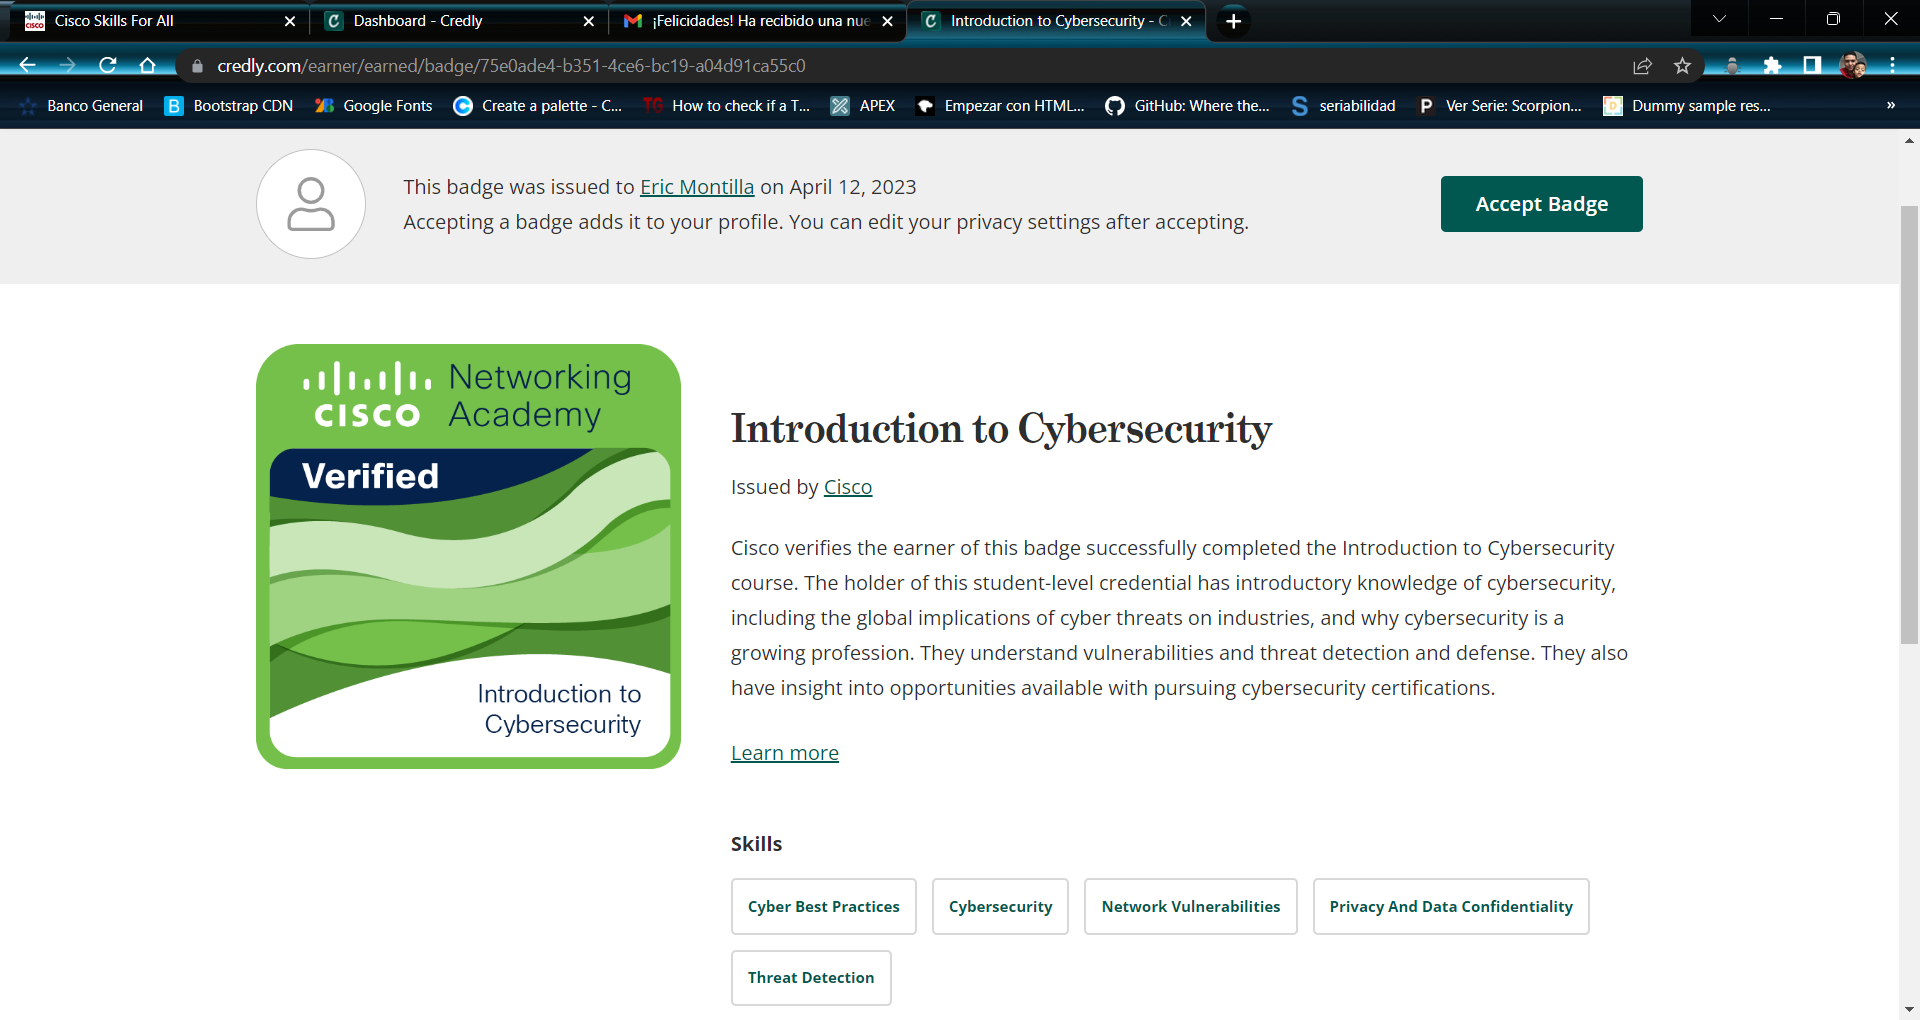 Cisco Skills For All
Dashboard - Credly
¡Felicidades! Ha recibido una nue
Introduction to Cybersecurity - C
credly.com/earner/earned/badge/75e0ade4-b351-4ce6-bc19-a04d91ca55c0
Banco General
B
Bootstrap CDN
Google Fonts
Create a palette - C...
TG
How to check if a T...
APEX
Empezar con HTML...
GitHub: Where the...
S
seriabilidad
P
Ver Serie: Scorpion...
D
Dummy sample res...
»
This badge was issued to Eric Montilla on April 12, 2023
Accepting a badge adds it to your profile. You can edit your privacy settings after accepting.
Accept Badge
CISCO
Networking
Academy
Verified
Introduction to
Cybersecurity
Introduction to Cybersecurity
Issued by Cisco
Cisco verifies the earner of this badge successfully completed the Introduction to Cybersecurity
course. The holder of this student-level credential has introductory knowledge of cybersecurity,
including the global implications of cyber threats on industries, and why cybersecurity is a
growing profession. They understand vulnerabilities and threat detection and defense. They also
have insight into opportunities available with pursuing cybersecurity certifications.
Learn more
Skills
Cyber Best Practices
Cybersecurity
Network Vulnerabilities
Privacy And Data Confidentiality
Threat Detection